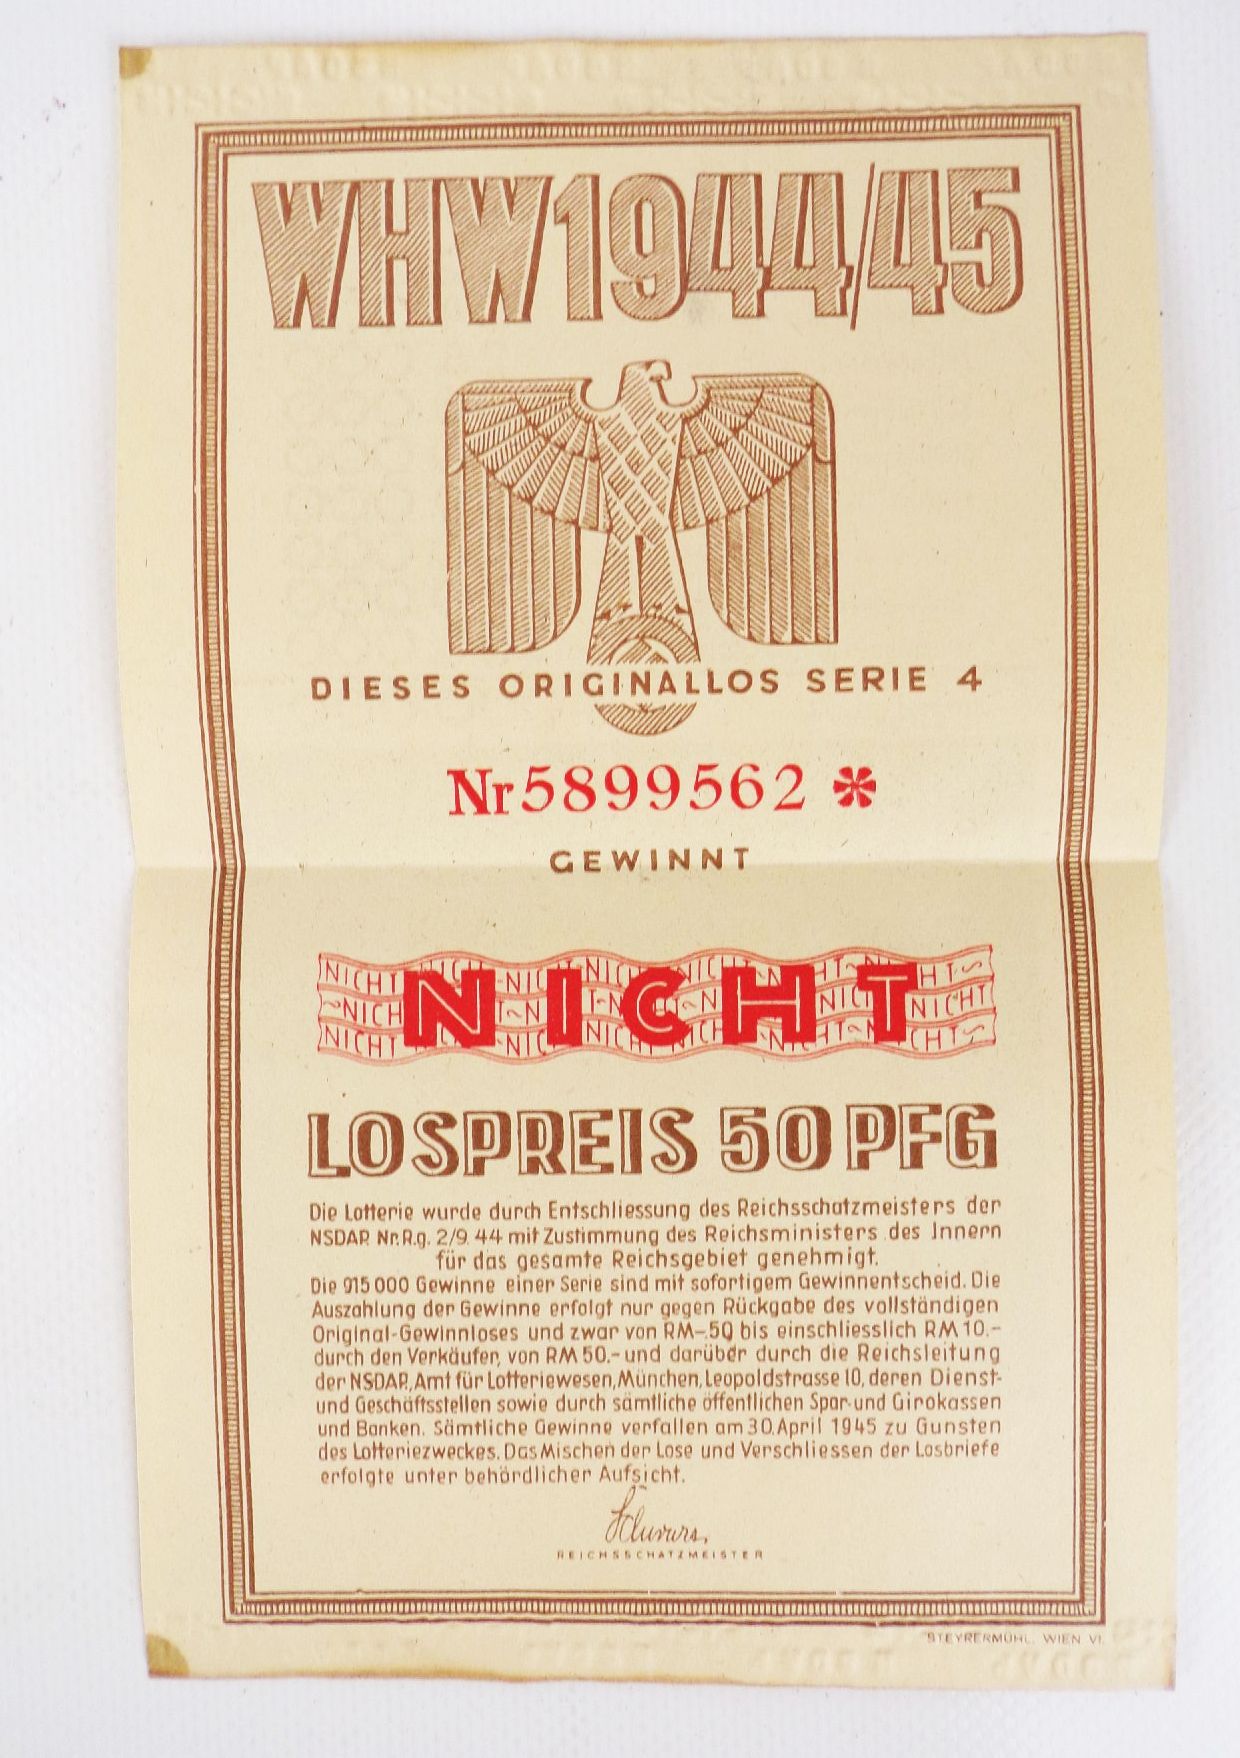 WHW 1944/45
DIESES ORIGINALLOS SERIE 4
Nr 5899562 *
GEWINNT
NICHT
LOSPREIS 50 PFG
Die Lotterie wurde durch Entschliessung des Reichsschatzmeisters der
NSDAP. Nr. R.g. 2/9. 44 mit Zustimmung des Reichsministers des Innern
für das gesamte Reichsgebiet genehmigt.
Die 915 000 Gewinne einer Serie sind mit sofortigem Gewinnentscheid. Die
Auszahlung der Gewinne erfolgt nur gegen Rückgabe des vollständigen
Original-Gewinnloses und zwar von RM-.50 bis einschliesslich RM 10.-
durch den Verkäufer, von RM 50.- und darüber durch die Reichsleitung
der NSDAP., Amt für Lotteriewesen, München, Leopoldstrasse 10, deren Dienst-
und Geschäftsstellen sowie durch sämtliche öffentlichen Spar- und Girokassen
und Banken. Sämtliche Gewinne verfallen am 30. April 1945 zu Gunsten
des Lotteriezweckes. Das Mischen der Lose und Verschliessen der Losbriefe
erfolgte unter behördlicher Aufsicht.
REICHSSCHATZMEISTER
STEYRERMÜHL, WIEN VI.